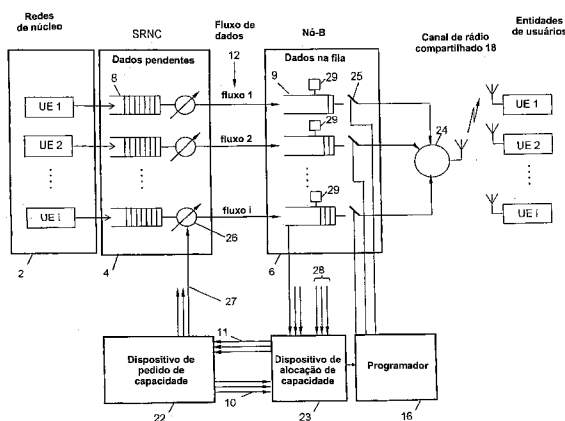 Redes
de núcleo
SRNC
Fluxo de
dados
Nó-B
Canal de rádio
compartilhado 18
Entidades
de usuários
Dados pendentes
12
Dados na fila
8
9
29
25
UE 1
fluxo 1
UE 1
29
24
UE 2
fluxo 2
UE 2
29
UE i
fluxo i
UE i
26
2
4
6
27
28
11
Dispositivo de
pedido de
capacidade
Dispositivo de
alocação de
capacidade
Programador
10
22
23
16